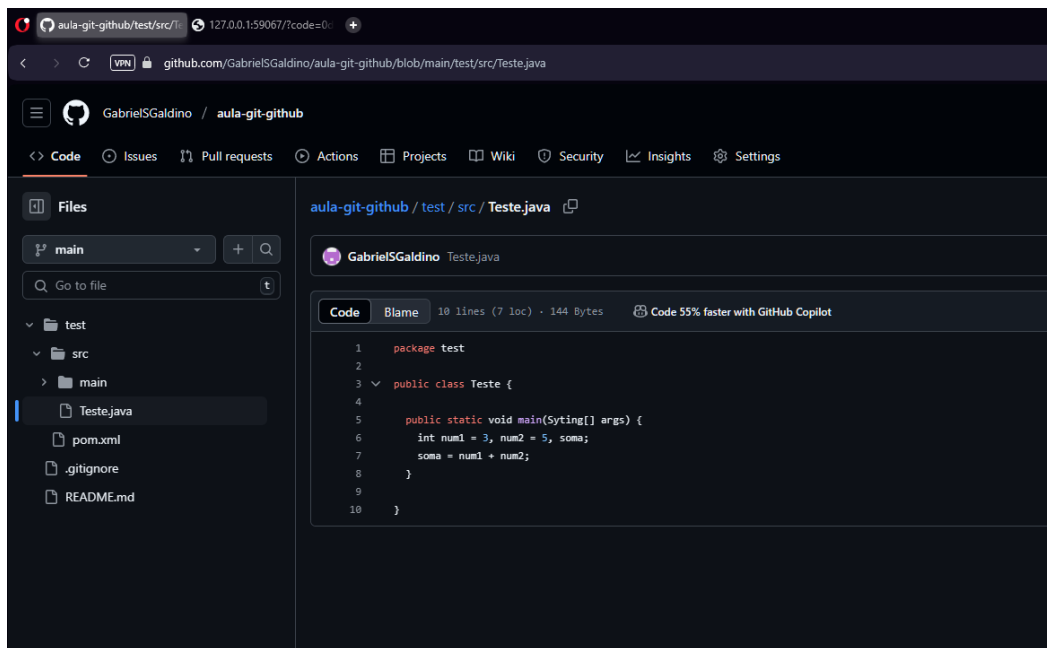 aula-git-github/test/src/Te
127.0.0.1:59067/?code=0
VPN github.com/GabrielSGaldino/aula-git-github/blob/main/test/src/Teste.java
GabrielSGaldino / aula-git-github
<> Code Issues Pull requests Actions Projects Wiki Security Insights Settings
Files
main
Go to file t
test
src
main
Teste.java
pom.xml
.gitignore
README.md
aula-git-github / test / src / Teste.java
GabrielSGaldino Teste.java
Code Blame 10 lines (7 loc) · 144 Bytes Code 55% faster with GitHub Copilot
1 package test
2
3 public class Teste {
4
5 public static void main(Syting[] args) {
6 int num1 = 3, num2 = 5, soma;
7 soma = num1 + num2;
8 }
9
10 }